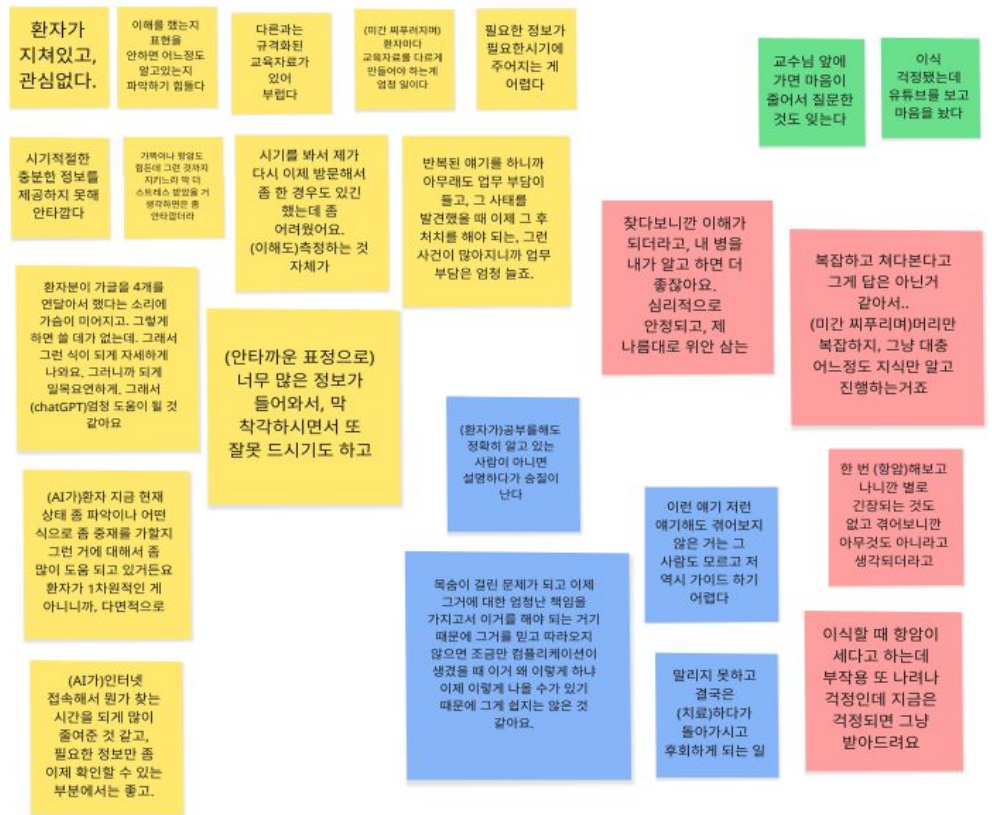 환자가
지쳐있고,
관심없다.
이해를 했는지
표현을
안하면 어느정도
알고있는지
파악하기 힘들다
다른과는
규격화된
교육자료가
있어
부럽다
(미간 찌푸려지며)
환자마다
교육자료를 다르게
만들어야 하는게
엄청 일이다
필요한 정보가
필요한시기에
주어지는 게
어렵다
교수님 앞에
가면 마음이
줄어서 질문한
것도 잊는다
이식
걱정됐는데
유튜브를 보고
마음을 놨다
시기적절한
충분한 정보를
제공하지 못해
안타깝다
가뜩이나 항암도
힘든데 그런 것까지
지키느라 막 더
스트레스 받았을 거
생각하면은 좀
안타깝더라
시기를 봐서 제가
다시 이제 방문해서
좀 한 경우도 있긴
했는데 좀
어려웠어요.
(이해도)측정하는 것
자체가
반복된 얘기를 하니까
아무래도 업무 부담이
들고, 그 사태를
발견했을 때 이제 그 후
처치를 해야 되는, 그런
사건이 많아지니까 업무
부담은 엄청 늘죠.
찾다보니깐 이해가
되더라고, 내 병을
내가 알고 하면 더
좋잖아요.
심리적으로
안정되고, 제
나름대로 위안 삼는
복잡하고 쳐다본다고
그게 답은 아닌거
같아서..
(미간 찌푸리며)머리만
복잡하지, 그냥 대충
어느정도 지식만 알고
진행하는거죠
환자분이 가글을 4개를
연달아서 했다는 소리에
가슴이 미어지고. 그렇게
하면 쓸 데가 없는데. 그래서
그런 식이 되게 자세하게
나와요. 그러니까 되게
일목요연하게. 그래서
(chatGPT)엄청 도움이 될 것
같아요
(안타까운 표정으로)
너무 많은 정보가
들어와서, 막
착각하시면서 또
잘못 드시기도 하고
(환자가)공부를해도
정확히 알고 있는
사람이 아니면
설명하다가 승질이
난다
한 번 (항암)해보고
나니깐 별로
긴장되는 것도
없고 겪어보니깐
아무것도 아니라고
생각되더라고
(AI가)환자 지금 현재
상태 좀 파악이나 어떤
식으로 좀 중재를 가할지
그런 거에 대해서 좀
많이 도움 되고 있거든요
환자가 1차원적인 게
아니니까, 다면적으로
이런 얘기 저런
얘기해도 겪어보지
않은 거는 그
사람도 모르고 저
역시 가이드 하기
어렵다
목숨이 걸린 문제가 되고 이제
그거에 대한 엄청난 책임을
가지고서 이거를 해야 되는 거기
때문에 그거를 믿고 따라오지
않으면 조금만 컴플리케이션이
생겼을 때 이거 왜 이렇게 하냐
이제 이렇게 나올 수가 있기
때문에 그게 쉽지는 않은 것
같아요.
이식할 때 항암이
세다고 하는데
부작용 또 나려나
걱정인데 지금은
걱정되면 그냥
받아드려요
말리지 못하고
결국은
(치료)하다가
돌아가시고
후회하게 되는 일
(AI가)인터넷
접속해서 뭔가 찾는
시간을 되게 많이
줄여준 것 같고,
필요한 정보만 좀
이제 확인할 수 있는
부분에서는 좋고.